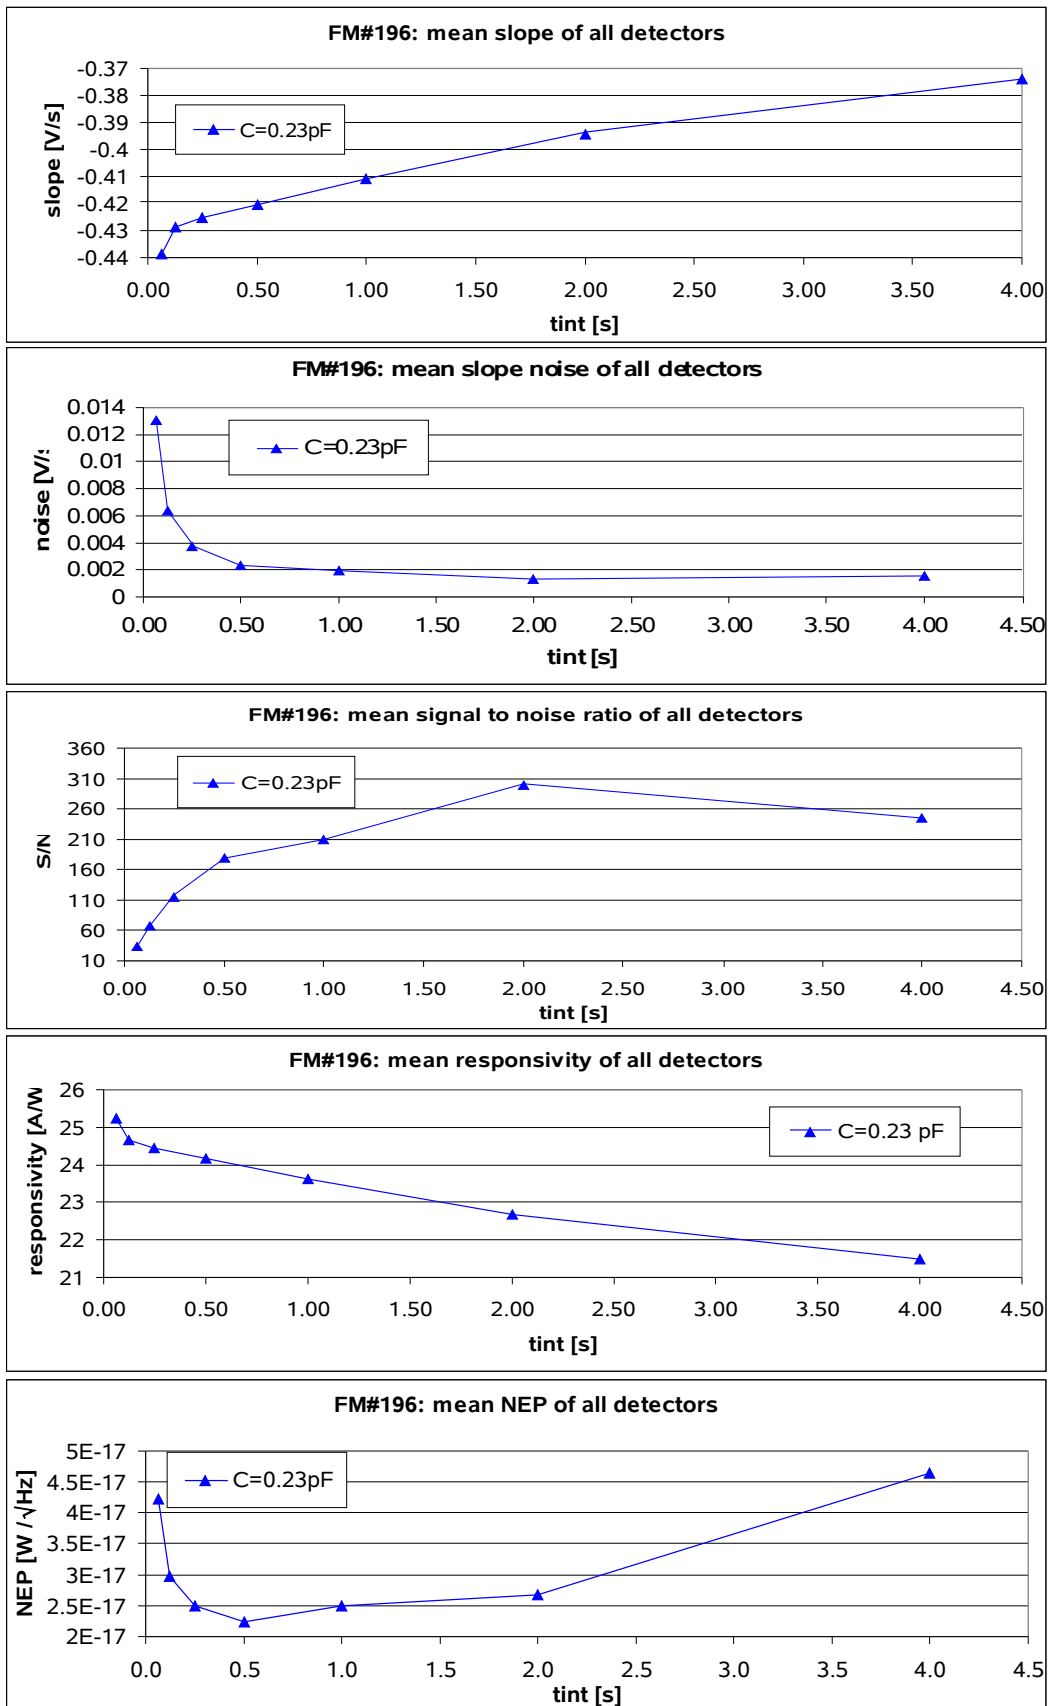 FM#196: mean slope of all detectors
slope [V/s]
-0.37
-0.38
-0.39
-0.4
-0.41
-0.42
-0.43
-0.44
C=0.23pF
0.00 0.50 1.00 1.50 2.00 2.50 3.00 3.50 4.00
tint [s]
FM#196: mean slope noise of all detectors
noise [V/s
0.014
0.012
0.01
0.008
0.006
0.004
0.002
0
C=0.23pF
0.00 0.50 1.00 1.50 2.00 2.50 3.00 3.50 4.00 4.50
tint [s]
FM#196: mean signal to noise ratio of all detectors
S/N
360
310
260
210
160
110
60
10
C=0.23pF
0.00 0.50 1.00 1.50 2.00 2.50 3.00 3.50 4.00 4.50
tint [s]
FM#196: mean responsivity of all detectors
responsivity [A/W
26
25
24
23
22
21
C=0.23 pF
0.00 0.50 1.00 1.50 2.00 2.50 3.00 3.50 4.00 4.50
tint [s]
FM#196: mean NEP of all detectors
NEP [W /√Hz]
5E-17
4.5E-17
4E-17
3.5E-17
3E-17
2.5E-17
2E-17
C=0.23pF
0.0 0.5 1.0 1.5 2.0 2.5 3.0 3.5 4.0 4.5
tint [s]